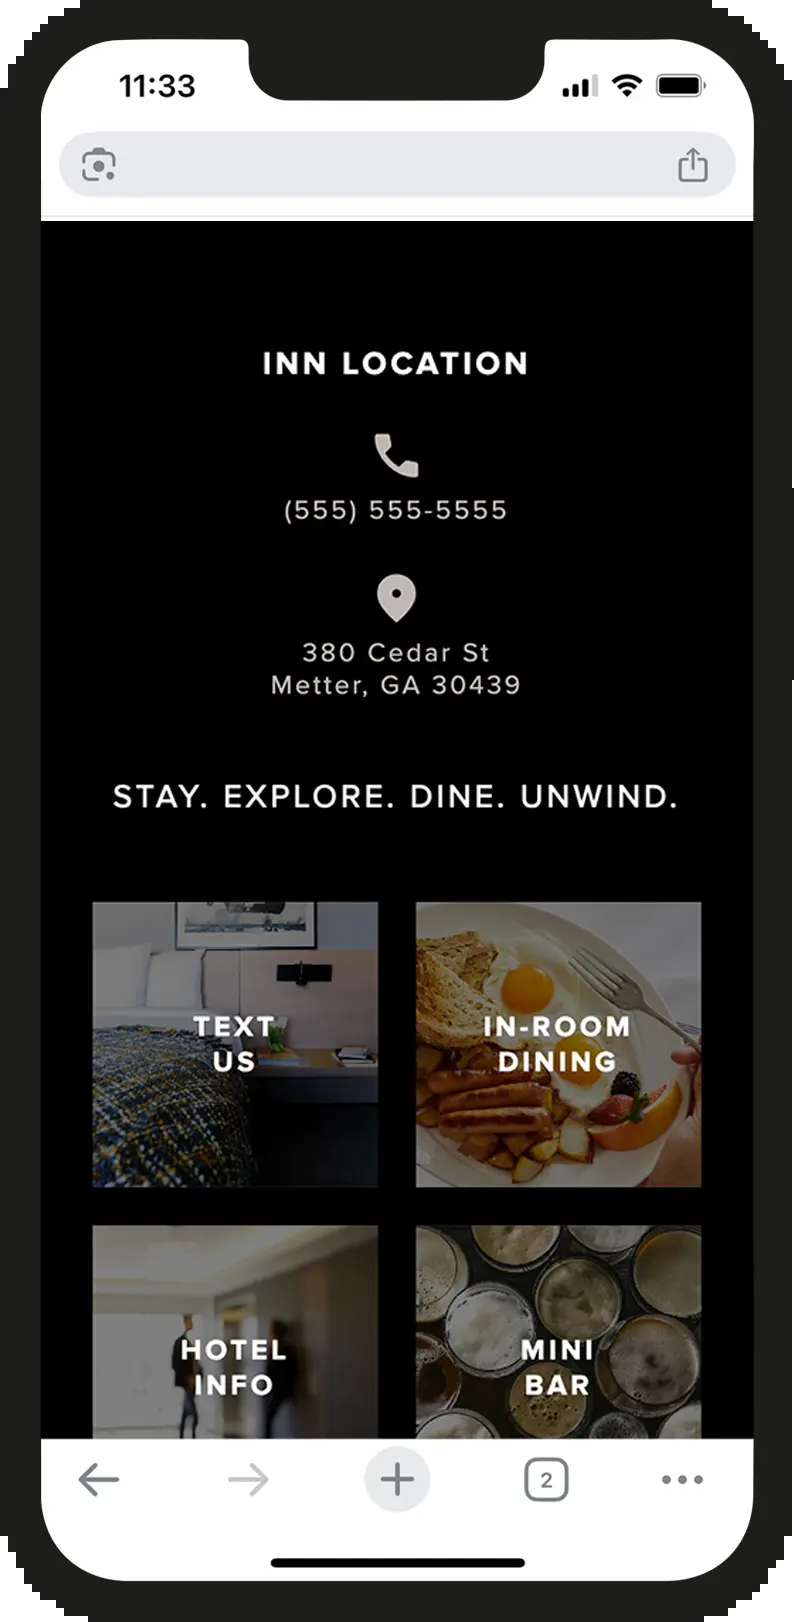 11:33
INN LOCATION
(555) 555-5555
380 Cedar St
Metter, GA 30439
STAY. EXPLORE. DINE. UNWIND.
TEXT
US
IN-ROOM
DINING
HOTEL
INFO
MINI
BAR
2